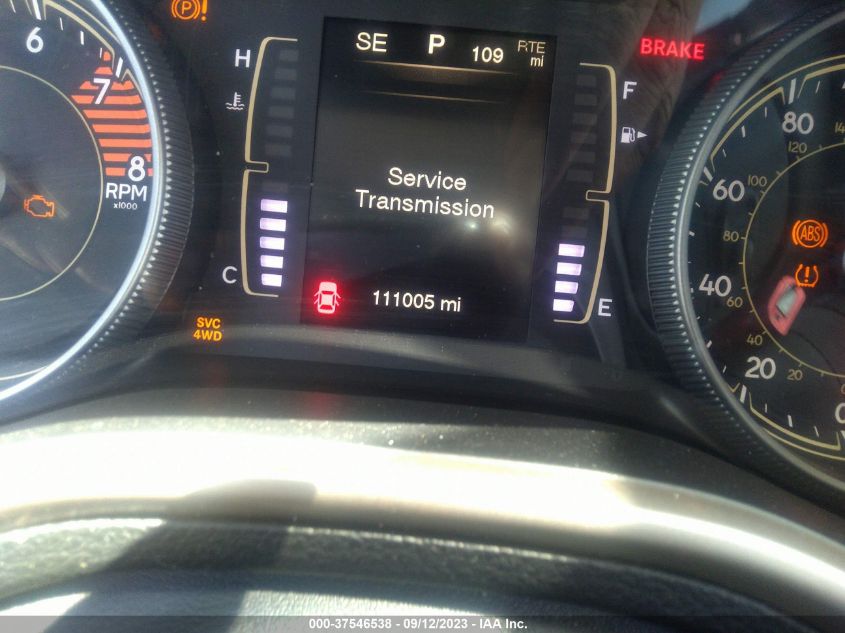 6
7
8
RPM
x1000
(P)!
H
C
SVC
4WD
SE P 109 RTE
mi
Service
Transmission
111005 mi
BRAKE
F
E
80
60
40
20
0
120
100
80
60
40
20
ABS
(!)
000-37546538 - 09/12/2023 - IAA Inc.